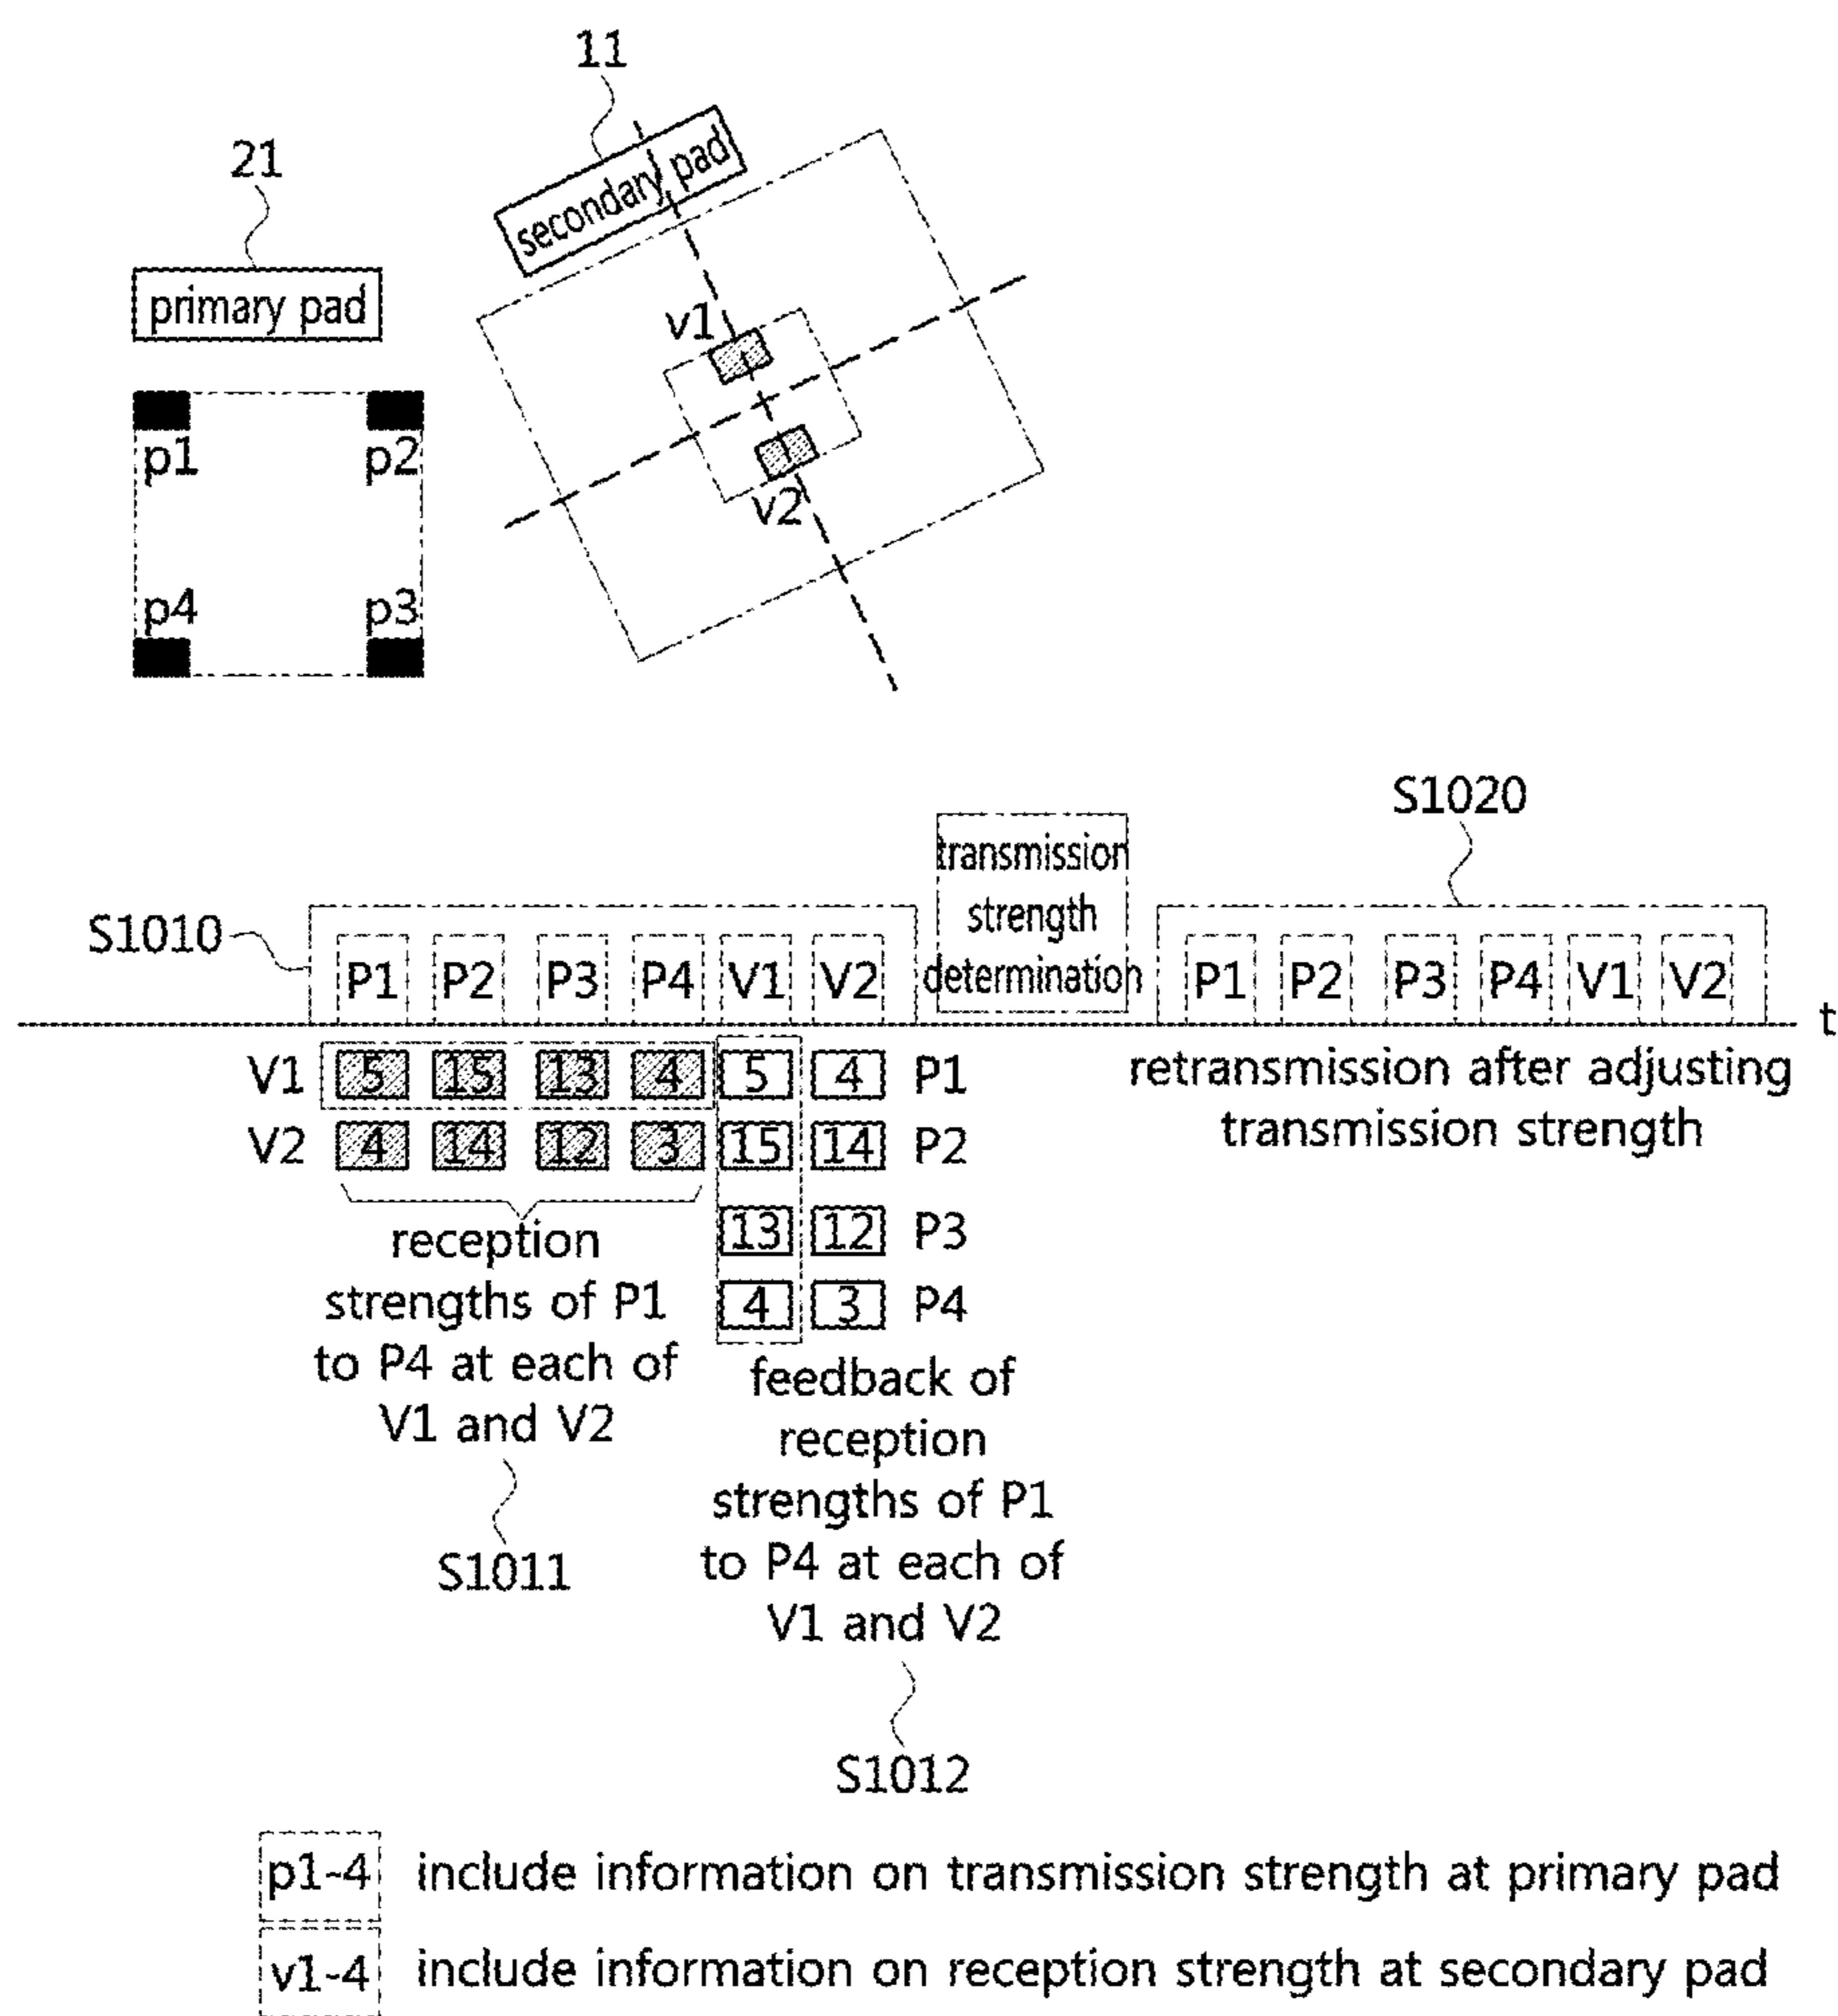 11
21
secondary pad
primary pad
v1
p1 p2
v2
p4 p3
S1020
transmission
strength
determination
S1010
P1 P2 P3 P4 V1 V2
P1 P2 P3 P4 V1 V2
t
V1 5 15 13 4 5 4 P1
V2 4 14 12 3 15 14 P2
13 12 P3
4 3 P4
retransmission after adjusting
transmission strength
reception
strengths of P1
to P4 at each of
V1 and V2
S1011
feedback of
reception
strengths of P1
to P4 at each of
V1 and V2
S1012
p1-4 include information on transmission strength at primary pad
v1-4 include information on reception strength at secondary pad